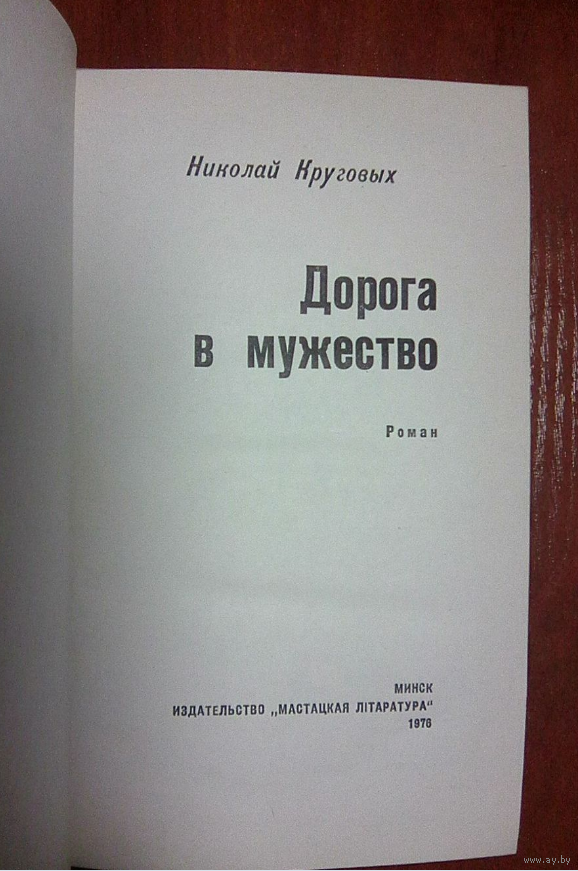 Николай Круговых
Дорога
в мужество
Роман
МИНСК
ИЗДАТЕЛЬСТВО „МАСТАЦКАЯ ЛІТАРАТУРА“
1976
www.ay.by